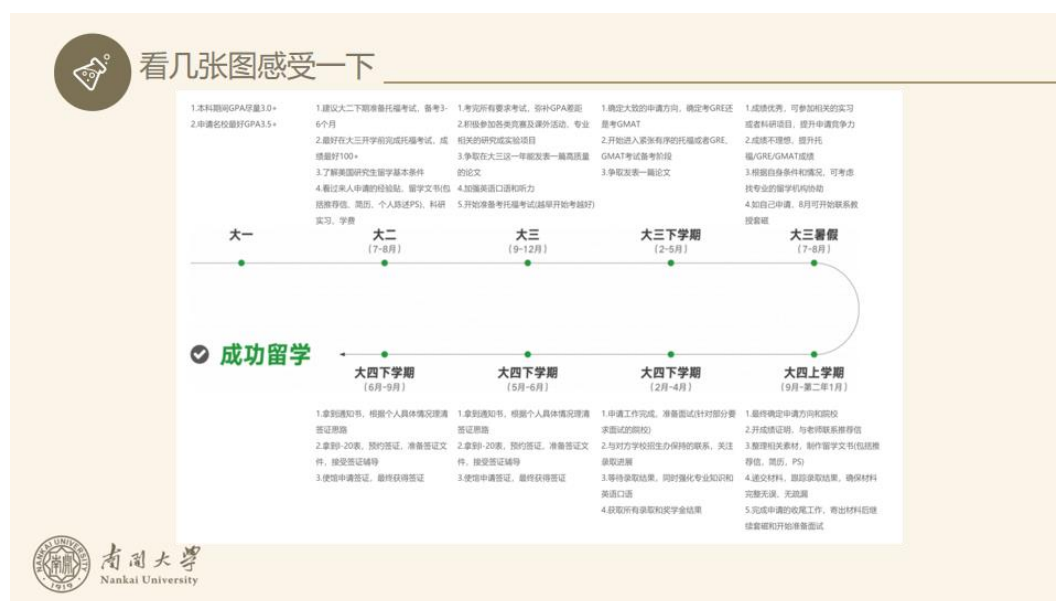 看几张图感受一下
1.本科期间GPA尽量3.0+
2.申请名校最好GPA3.5+
1.建议大二下期准备托福考试，备考3-
6个月
2.最好在大三开学前完成托福考试，成
绩最好100+
3.了解美国研究生留学基本条件
4.看过来人申请的经验贴、留学文书(包
括推荐信、简历、个人陈述PS)、科研
实习、学费
1.考完所有要求考试，弥补GPA差距
2.积极参加各类竞赛及课外活动、专业
相关的研究或实验项目
3.争取在大三这一年能发表一篇高质量
的论文
4.加强英语口语和听力
5.开始准备考托福考试(越早开始考越好)
1.确定大致的申请方向，确定考GRE还
是考GMAT
2.开始进入紧张有序的托福或者GRE、
GMAT考试备考阶段
3.争取发表一篇论文
1.成绩优秀，可参加相关的实习
或者科研项目，提升申请竞争力
2.成绩不理想，提升托
福/GRE/GMAT成绩
3.根据自身条件和情况，可考虑
找专业的留学机构协助
4.如自己申请，8月可开始联系教
授套磁
大一
大二
(7-8月)
大三
(9-12月)
大三下学期
(2-5月)
大三暑假
(7-8月)
成功留学
大四下学期
(6月-9月)
大四下学期
(5月-6月)
大四下学期
(2月-4月)
大四上学期
(9月-第二年1月)
1.拿到通知书，根据个人具体情况理清
签证思路
2.拿到I-20表，预约签证，准备签证文
件，接受签证辅导
3.使馆申请签证，最终获得签证
1.拿到通知书，根据个人具体情况理清
签证思路
2.拿到I-20表，预约签证，准备签证文
件，接受签证辅导
3.使馆申请签证，最终获得签证
1.申请工作完成，准备面试(针对部分要
求面试的院校)
2.与对方学校招生办保持的联系，关注
录取进展
3.等待录取结果，同时强化专业知识和
英语口语
4.获取所有录取和奖学金结果
1.最终确定申请方向和院校
2.开成绩证明，与老师联系推荐信
3.整理相关素材，制作留学文书(包括推
荐信，简历，PS)
4.递交材料，跟踪录取结果，确保材料
完整无误，无疏漏
5.完成申请的收尾工作，寄出材料后继
续套磁和开始准备面试
NANKAI UNIVERSITY
1919
南開大學
Nankai University